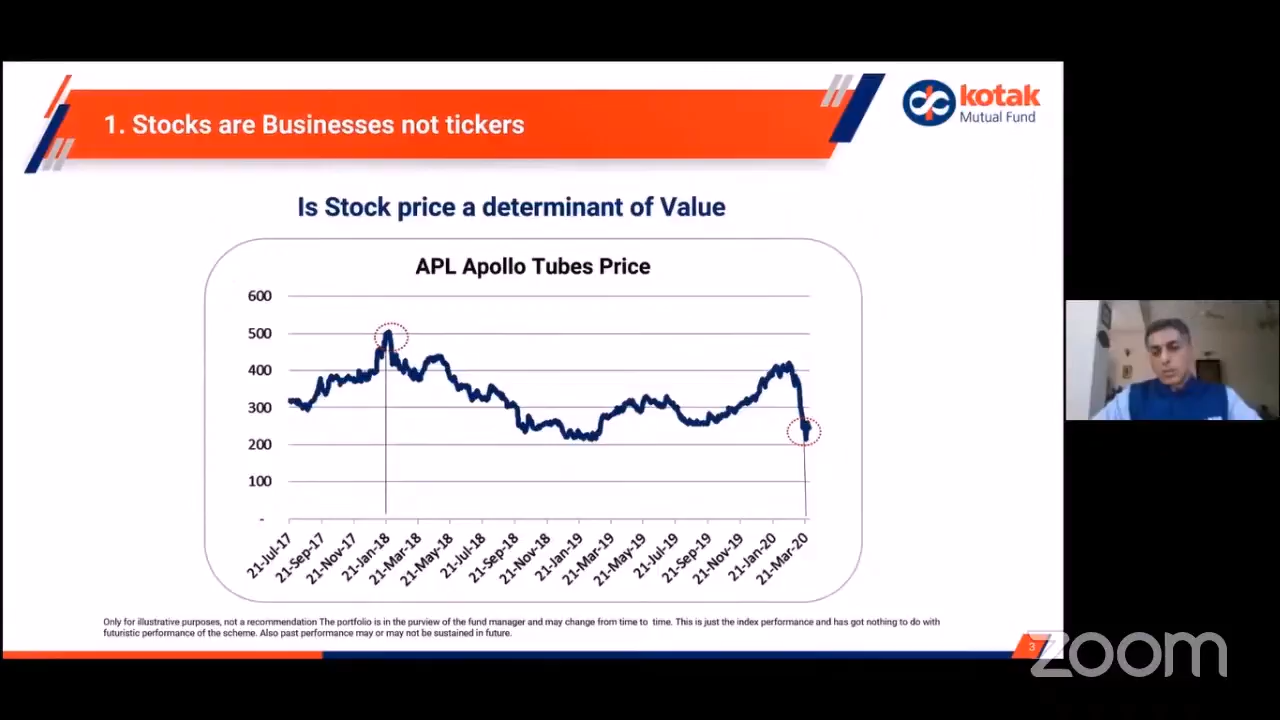 1. Stocks are Businesses not tickers
kotak
Mutual Fund
Is Stock price a determinant of Value
APL Apollo Tubes Price
600
500
400
300
200
100
-
21-Jul-17
21-Sep-17
21-Nov-17
21-Jan-18
21-Mar-18
21-May-18
21-Jul-18
21-Sep-18
21-Nov-18
21-Jan-19
21-Mar-19
21-May-19
21-Jul-19
21-Sep-19
21-Nov-19
21-Jan-20
21-Mar-20
Only for illustrative purposes, not a recommendation The portfolio is in the purview of the fund manager and may change from time to time. This is just the index performance and has got nothing to do with
futuristic performance of the scheme. Also past performance may or may not be sustained in future.
3
zoom